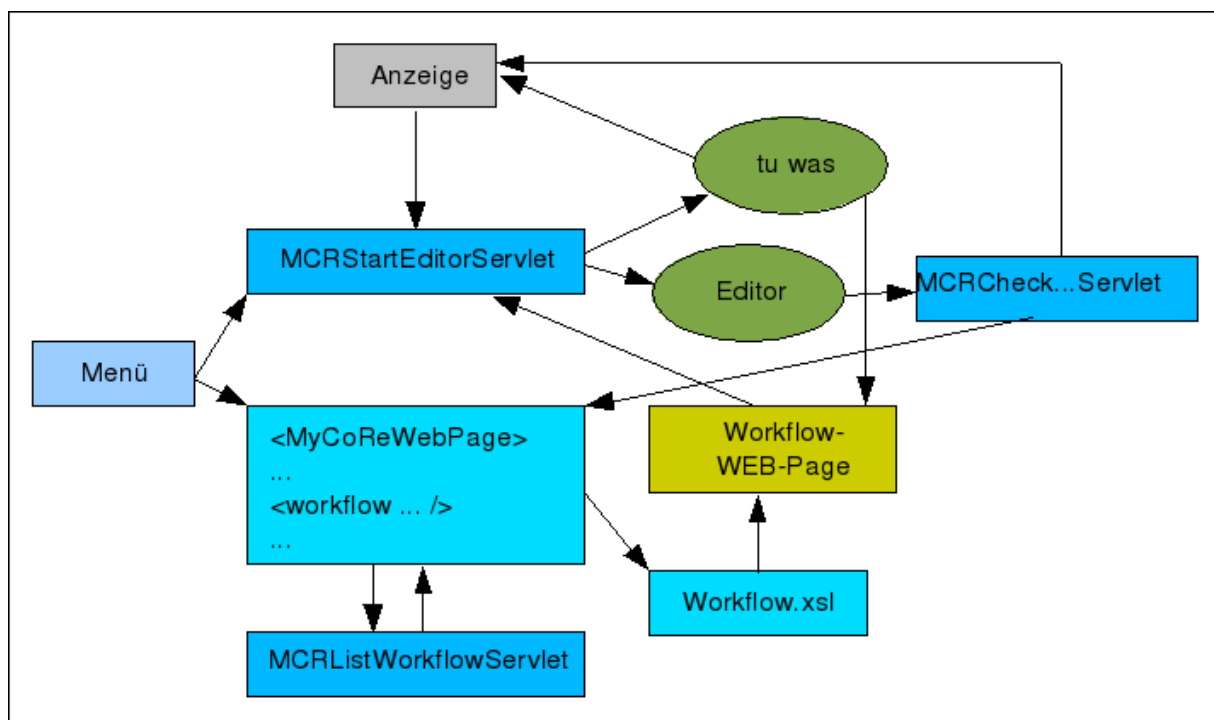 Anzeige
tu was
MCRStartEditorServlet
Editor
MCRCheck...Servlet
Menü
<MyCoReWebPage>
...
<workflow ... />
...
Workflow-
WEB-Page
Workflow.xsl
MCRListWorkflowServlet